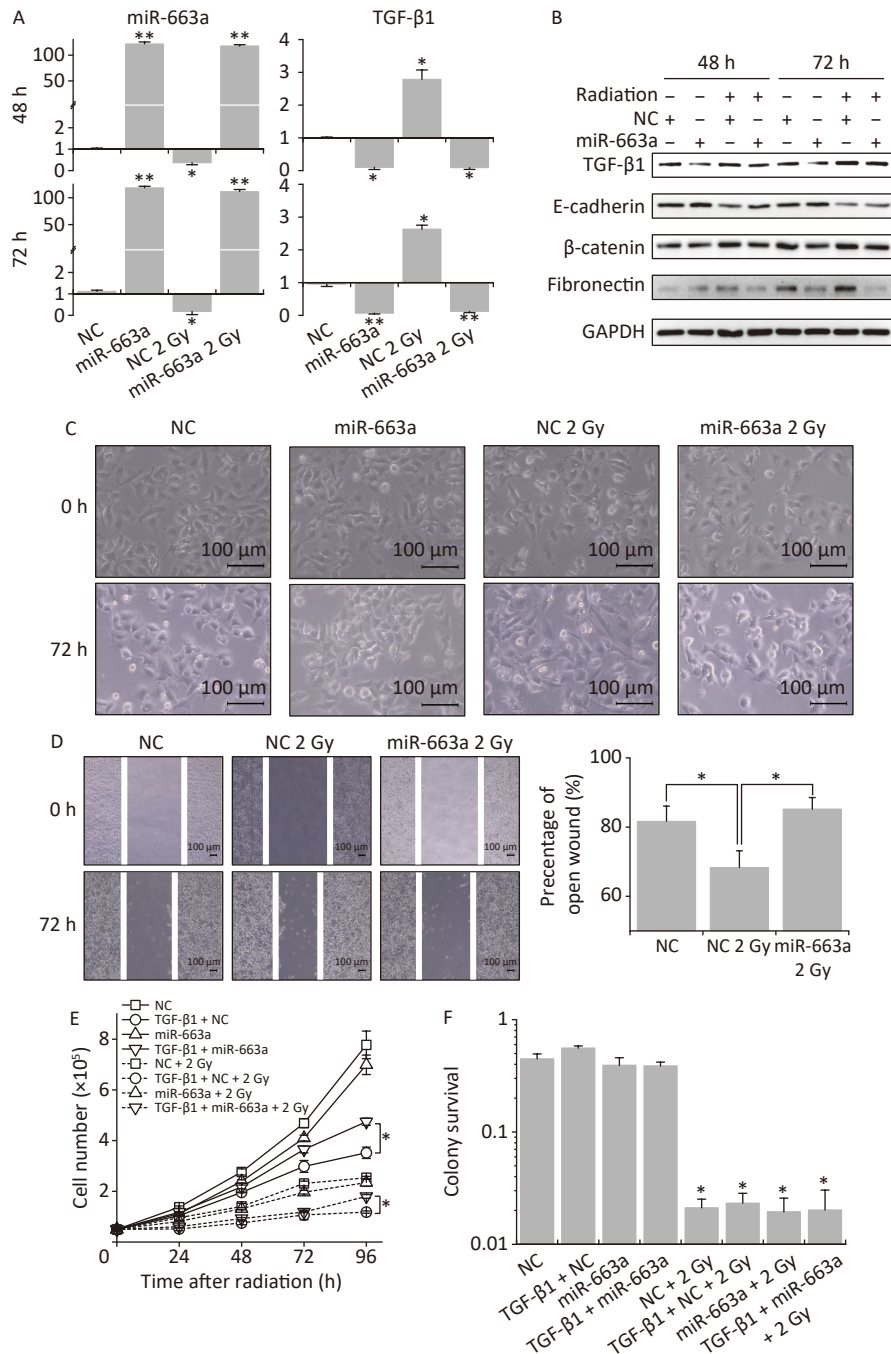 A
miR-663a
TGF-β1
**
**
100
50
2
1
0
*
48 h
4
3
2
1
0
*
*
*
**
**
100
50
2
1
0
*
72 h
4
3
2
1
0
*
**
**
NC
miR-663a
NC 2 Gy
miR-663a 2 Gy
NC
miR-663a
NC 2 Gy
miR-663a 2 Gy
B
48 h 72 h
Radiation − − + + − − + +
NC + − + − + − + −
miR-663a − + − + − + − +
TGF-β1
E-cadherin
β-catenin
Fibronectin
GAPDH
C
NC miR-663a NC 2 Gy miR-663a 2 Gy
0 h
100 μm 100 μm 100 μm 100 μm
72 h
100 μm 100 μm 100 μm 100 μm
D
NC NC 2 Gy miR-663a 2 Gy
0 h
100 μm 100 μm 100 μm
72 h
100 μm 100 μm 100 μm
Precentage of
open wound (%)
100
80
60
* *
NC NC 2 Gy miR-663a
2 Gy
E
NC
TGF-β1 + NC
miR-663a
TGF-β1 + miR-663a
NC + 2 Gy
TGF-β1 + NC + 2 Gy
miR-663a + 2 Gy
TGF-β1 + miR-663a + 2 Gy
Cell number (×10⁵)
8
6
4
2
*
*
0 24 48 72 96
Time after radiation (h)
F
Colony survival
1
0.1
0.01
* * * *
NC
TGF-β1 + NC
miR-663a
TGF-β1 + miR-663a
NC + 2 Gy
TGF-β1 + NC + 2 Gy
miR-663a + 2 Gy
TGF-β1 + miR-663a
+ 2 Gy